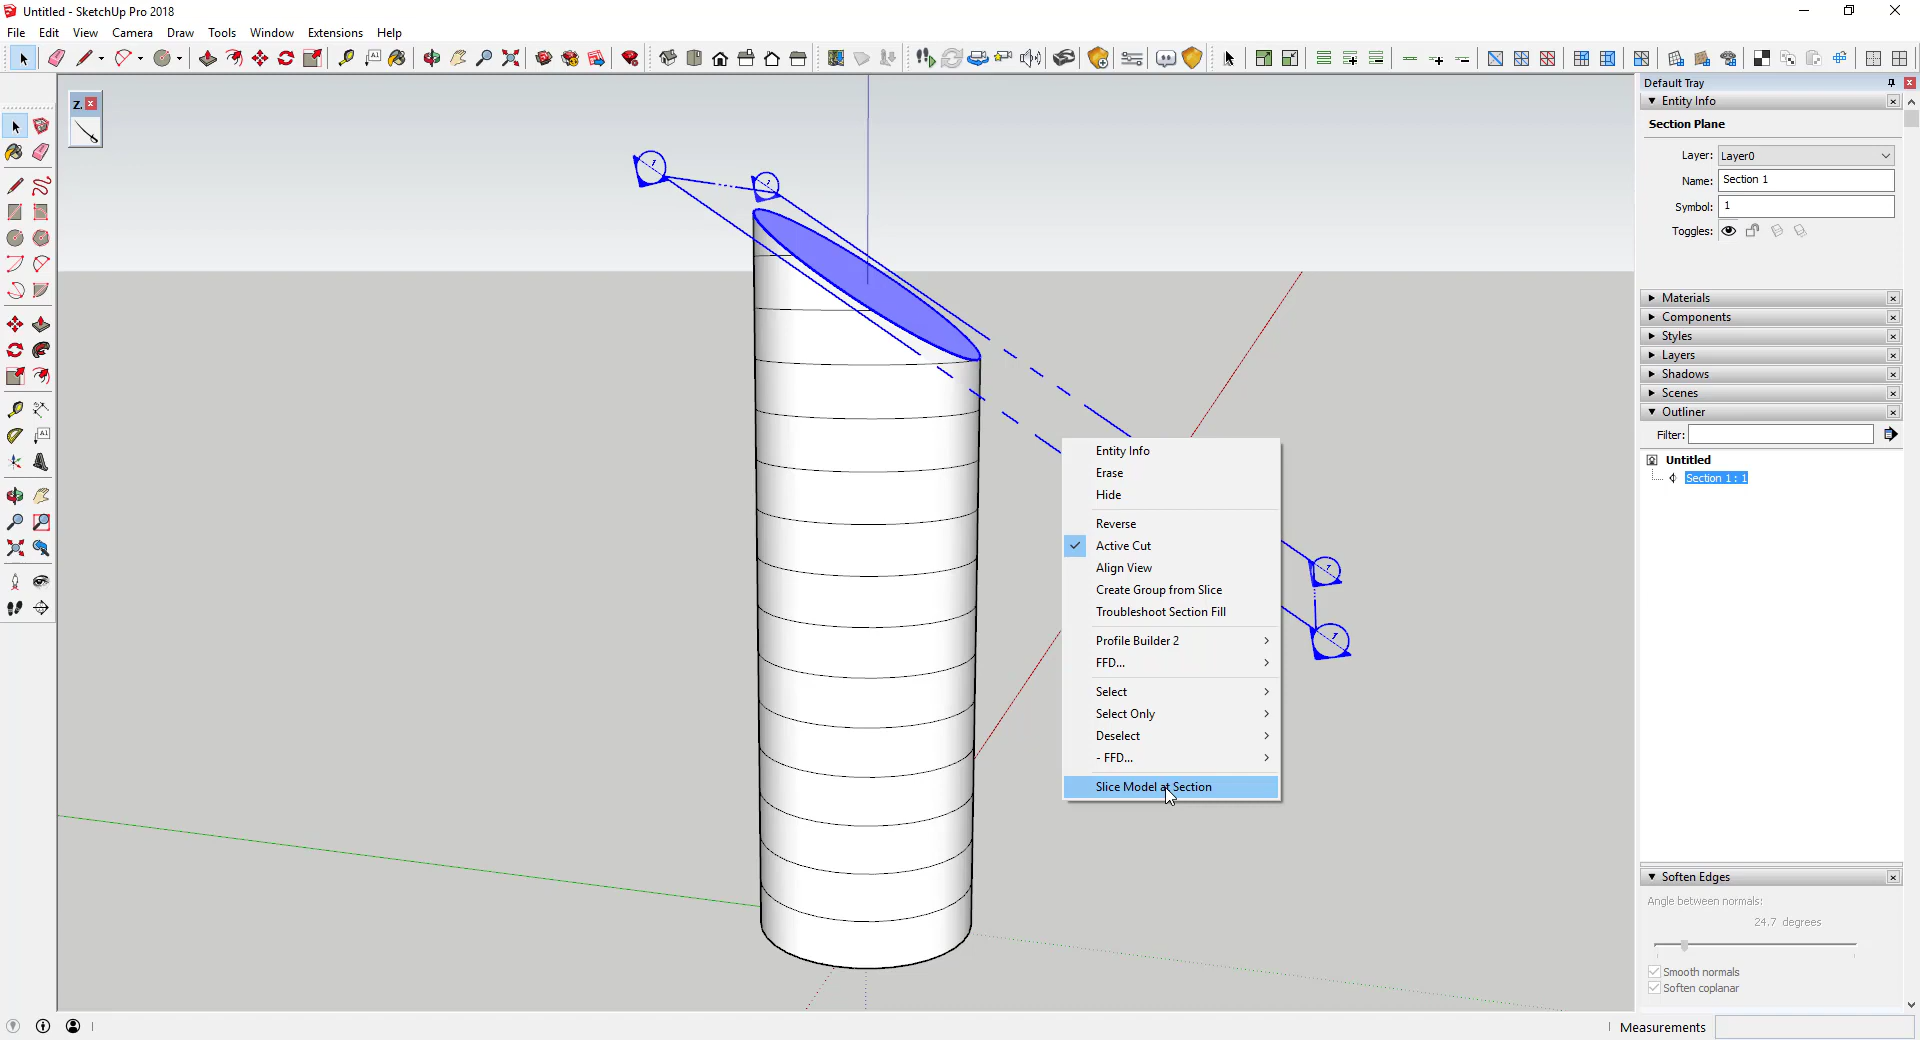 Untitled - SketchUp Pro 2018
File Edit View Camera Draw Tools Window Extensions Help
Z.
Default Tray
Entity Info
Section Plane
Layer: Layer0
Name: Section 1
Symbol: 1
Toggles:
Materials
Components
Styles
Layers
Shadows
Scenes
Outliner
Filter:
Untitled
Section 1 : 1
Soften Edges
Angle between normals:
24.7 degrees
Smooth normals
Soften coplanar
1
1
1
1
Entity Info
Erase
Hide
Reverse
Active Cut
Align View
Create Group from Slice
Troubleshoot Section Fill
Profile Builder 2
FFD...
Select
Select Only
Deselect
- FFD...
Slice Model at Section
Measurements